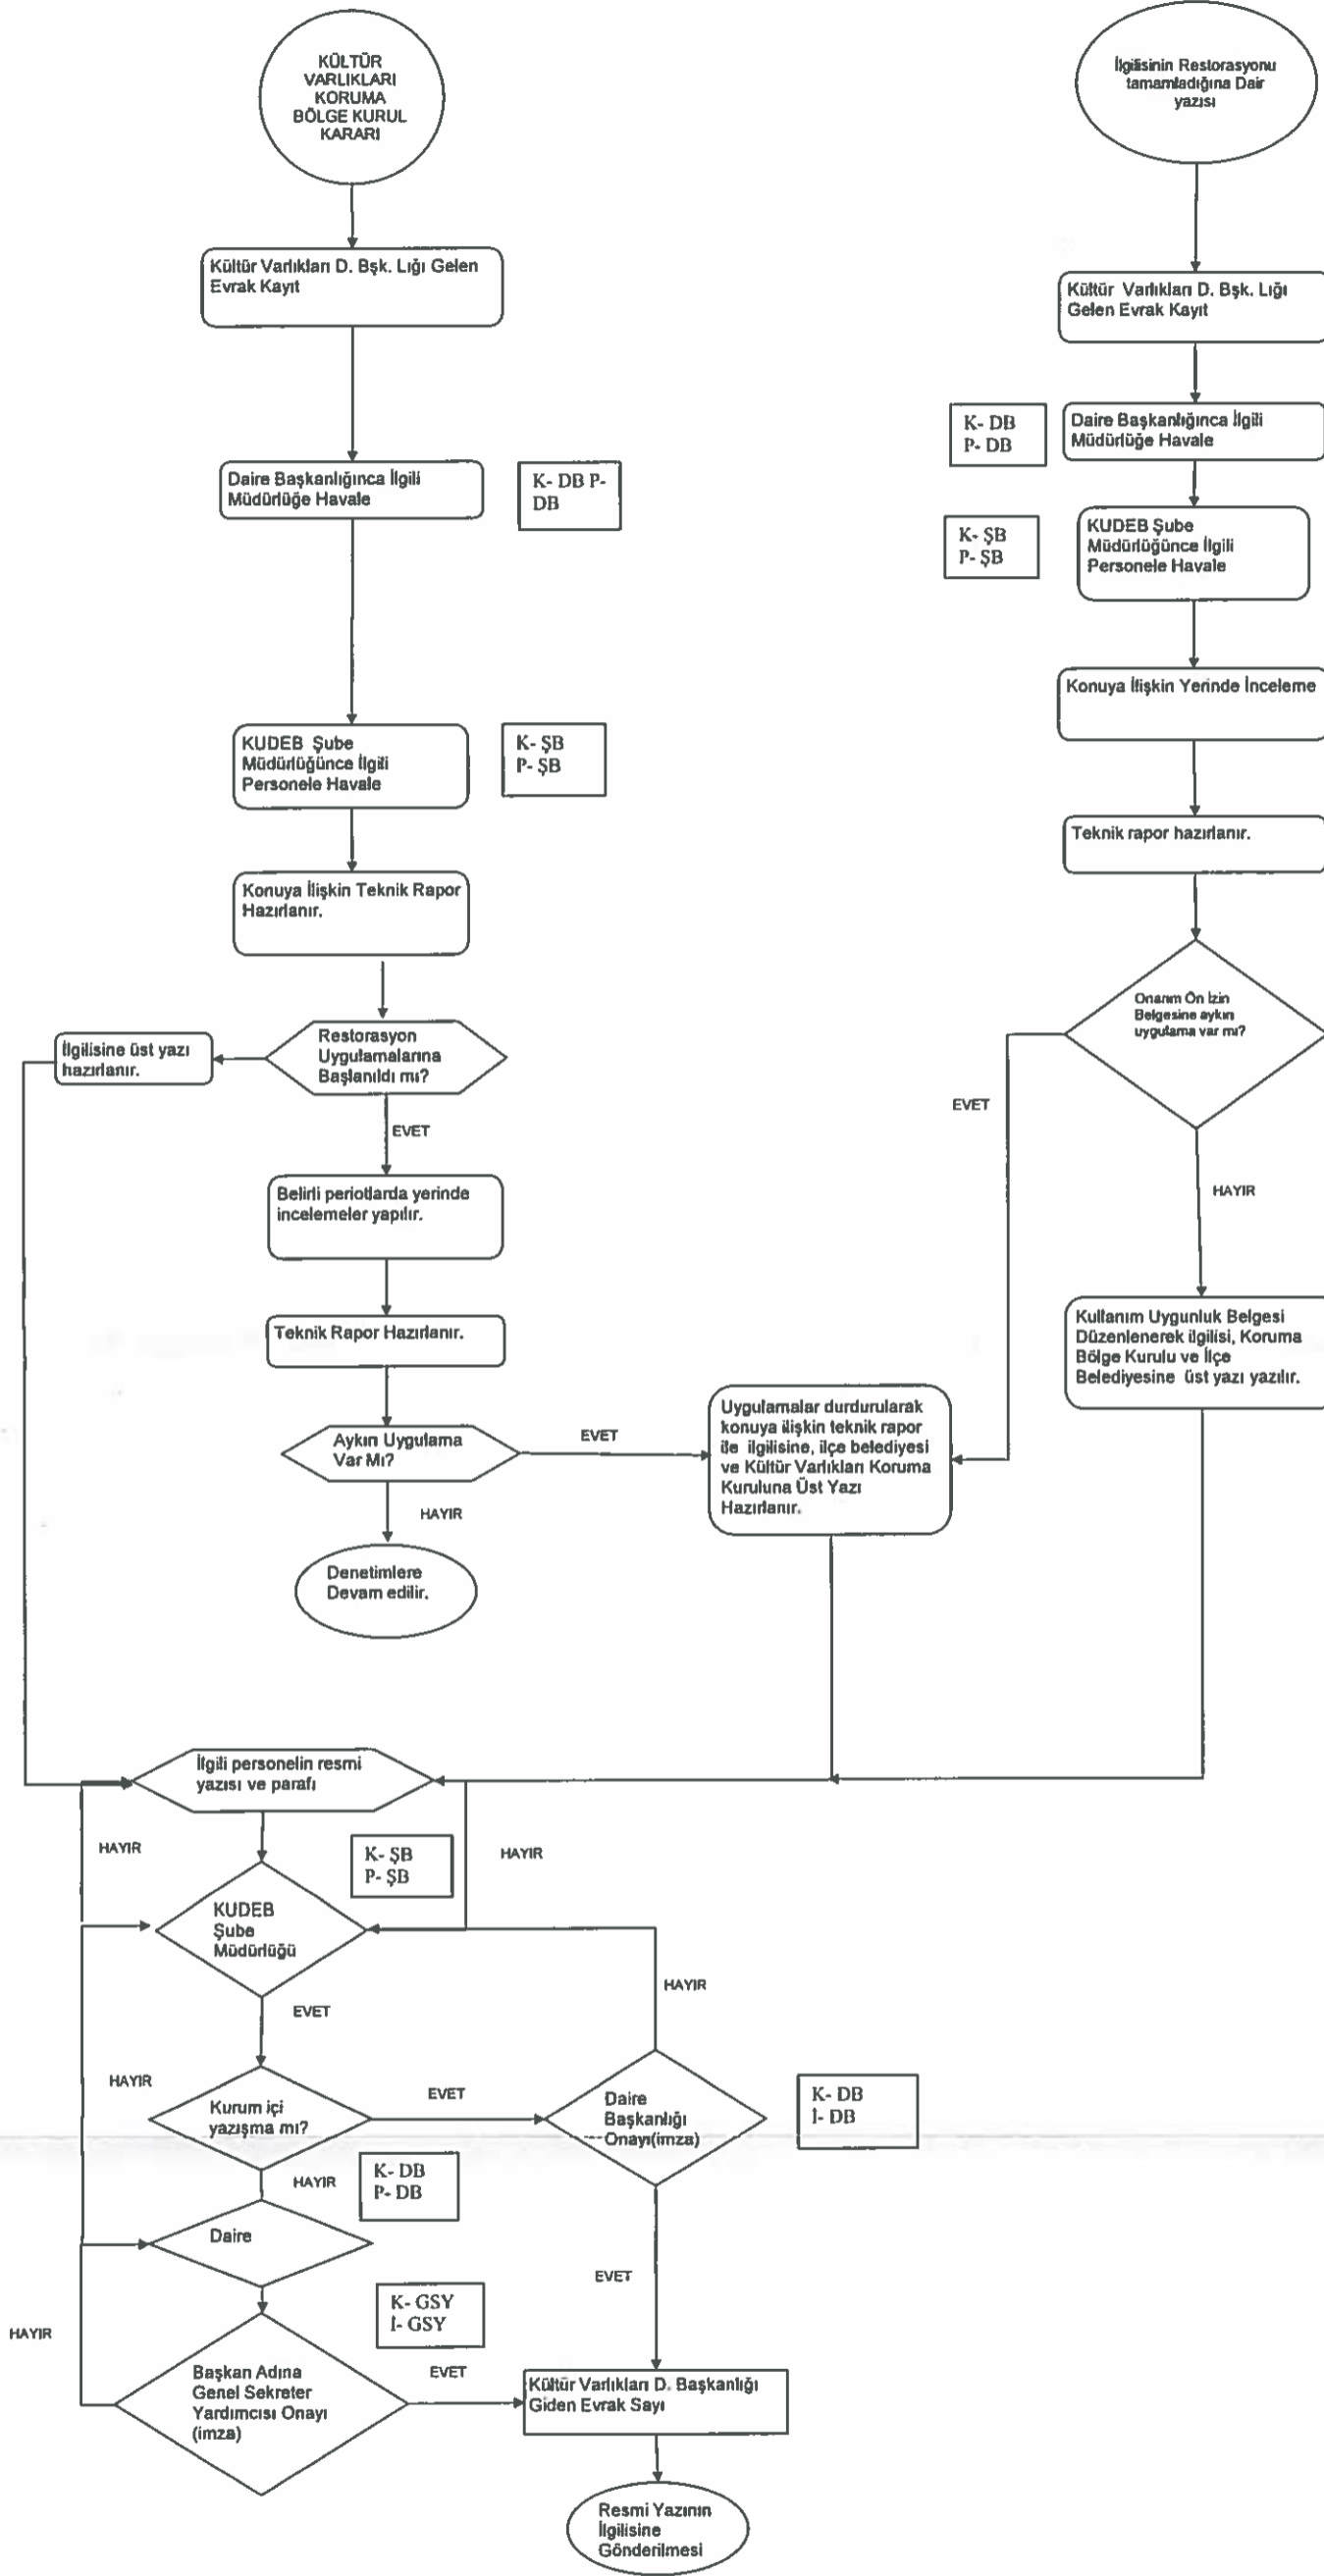 KÜLTÜR
VARLIKLARI
KORUMA
BÖLGE KURUL
KARARI
Kültür Varlıkları D. Bşk. Lığı Gelen
Evrak Kayıt
Daire Başkanlığınca İlgili
Müdürlüğe Havale
K- DB P-
DB
KUDEB Şube
Müdürlüğünce İlgili
Personele Havale
K- ŞB
P- ŞB
Konuya İlişkin Teknik Rapor
Hazırlanır.
Restorasyon
Uygulamalarına
Başlanıldı mı?
İlgilisine üst yazı
hazırlanır.
EVET
Belirli periotlarda yerinde
incelemeler yapılır.
Teknik Rapor Hazırlanır.
Aykırı Uygulama
Var Mı?
EVET
HAYIR
Denetimlere
Devam edilir.
İlgilisinin Restorasyonu
tamamladığına Dair
yazısı
Kültür Varlıkları D. Bşk. Lığı
Gelen Evrak Kayıt
K- DB
P- DB
Daire Başkanlığınca İlgili
Müdürlüğe Havale
K- ŞB
P- ŞB
KUDEB Şube
Müdürlüğünce İlgili
Personele Havale
Konuya İlişkin Yerinde İnceleme
Teknik rapor hazırlanır.
Onarım Ön İzin
Belgesine aykırı
uygulama var mı?
EVET
HAYIR
Kullanım Uygunluk Belgesi
Düzenlenerek ilgilisi, Koruma
Bölge Kurulu ve İlçe
Belediyesine üst yazı yazılır.
Uygulamalar durdurularak
konuya ilişkin teknik rapor
ile ilgilisine, ilçe belediyesi
ve Kültür Varlıkları Koruma
Kuruluna Üst Yazı
Hazırlanır.
İlgili personelin resmi
yazısı ve parafı
HAYIR
K- ŞB
P- ŞB
HAYIR
KUDEB
Şube
Müdürlüğü
EVET
HAYIR
HAYIR
Kurum içi
yazışma mı?
EVET
Daire
Başkanlığı
Onayı(imza)
K- DB
İ- DB
HAYIR
K- DB
P- DB
Daire
EVET
K- GSY
İ- GSY
HAYIR
Başkan Adına
Genel Sekreter
Yardımcısı Onayı
(imza)
EVET
Kültür Varlıkları D. Başkanlığı
Giden Evrak Sayı
Resmi Yazının
İlgilisine
Gönderilmesi